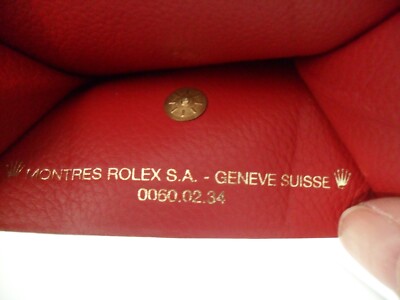 MONTRES ROLEX S.A. - GENEVE SUISSE
0060.02.34